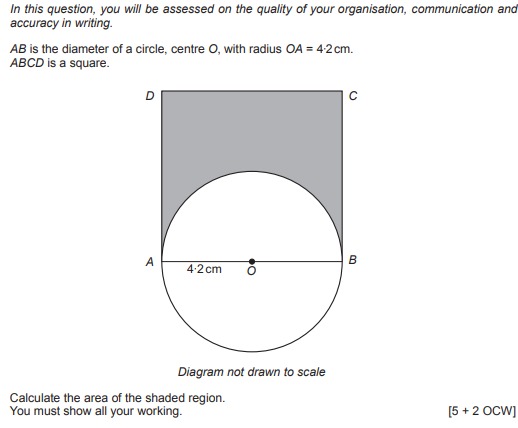 In this question, you will be assessed on the quality of your organisation, communication and
accuracy in writing.
AB is the diameter of a circle, centre O, with radius OA = 4·2 cm.
ABCD is a square.
D
C
A
B
4·2 cm
O
Diagram not drawn to scale
Calculate the area of the shaded region.
You must show all your working.
[5 + 2 OCW]